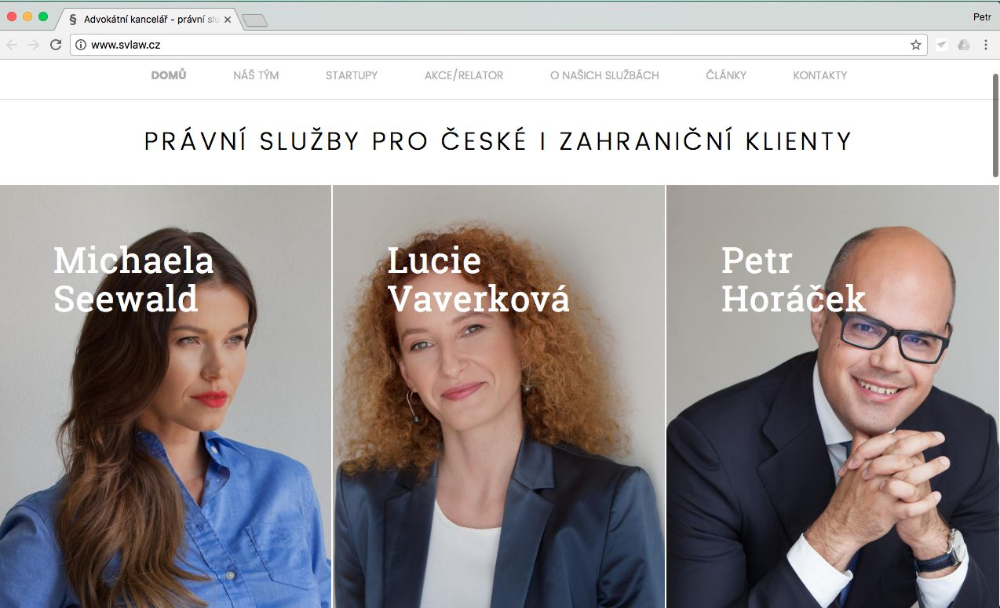 § Advokátní kancelář - právní slu
Petr
www.svlaw.cz
DOMŮ NÁŠ TÝM STARTUPY AKCE/RELATOR O NAŠICH SLUŽBÁCH ČLÁNKY KONTAKTY
PRÁVNÍ SLUŽBY PRO ČESKÉ I ZAHRANIČNÍ KLIENTY
Michaela
Seewald
Lucie
Vaverková
Petr
Horáček